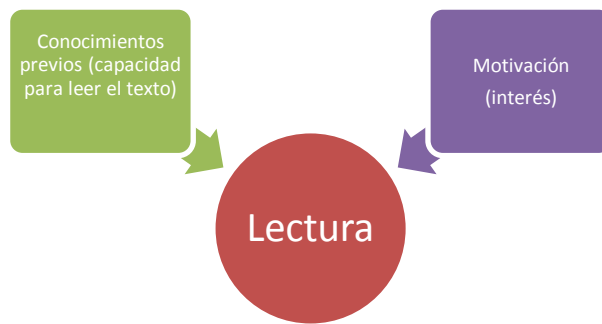 Conocimientos
previos (capacidad
para leer el texto)
Motivación
(interés)
Lectura